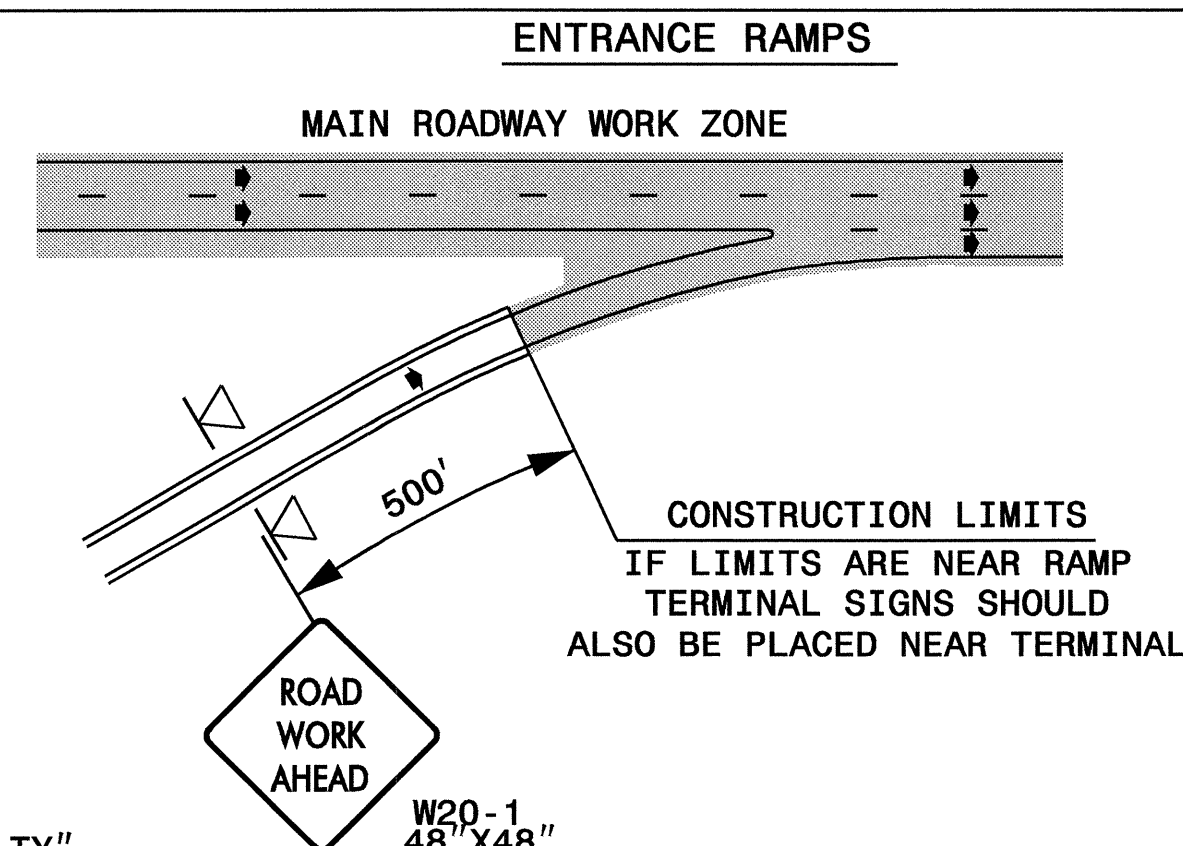 ENTRANCE RAMPS
MAIN ROADWAY WORK ZONE
500'
CONSTRUCTION LIMITS
IF LIMITS ARE NEAR RAMP
TERMINAL SIGNS SHOULD
ALSO BE PLACED NEAR TERMINAL
ROAD
WORK
AHEAD
W20-1
48"X48"